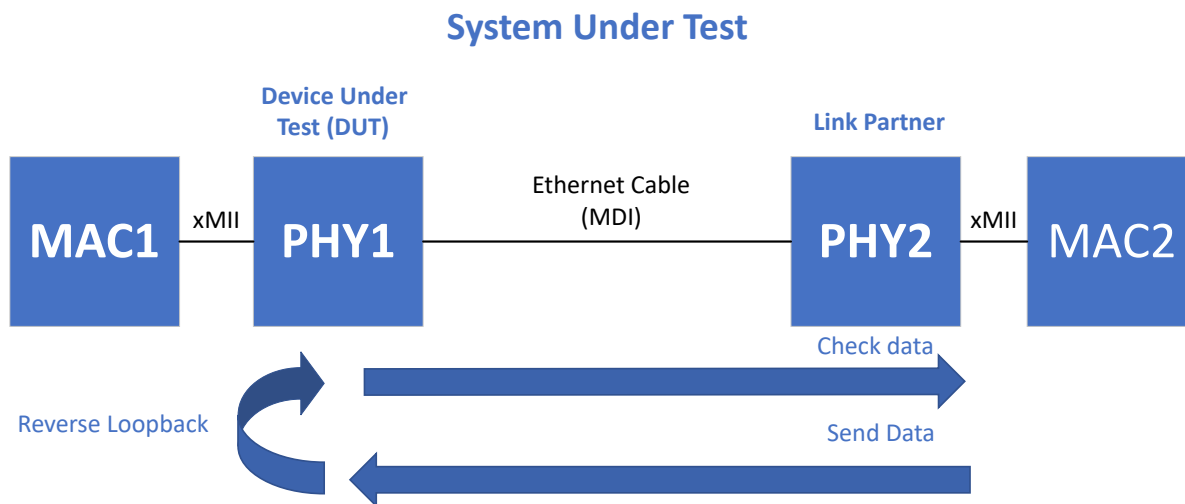 System Under Test
Device Under
Test (DUT)
Link Partner
MAC1
xMII
PHY1
Ethernet Cable
(MDI)
PHY2
xMII
MAC2
Check data
Reverse Loopback
Send Data